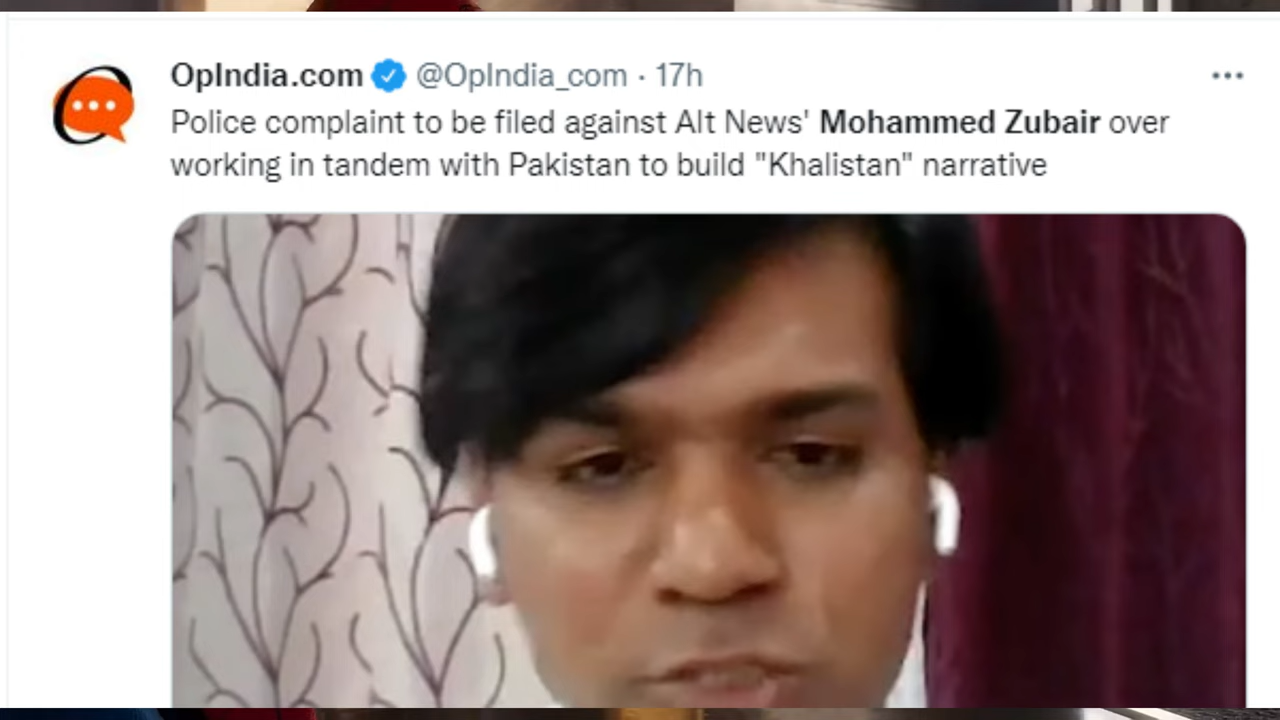 OpIndia.com @OpIndia_com · 17h
Police complaint to be filed against Alt News' Mohammed Zubair over
working in tandem with Pakistan to build "Khalistan" narrative